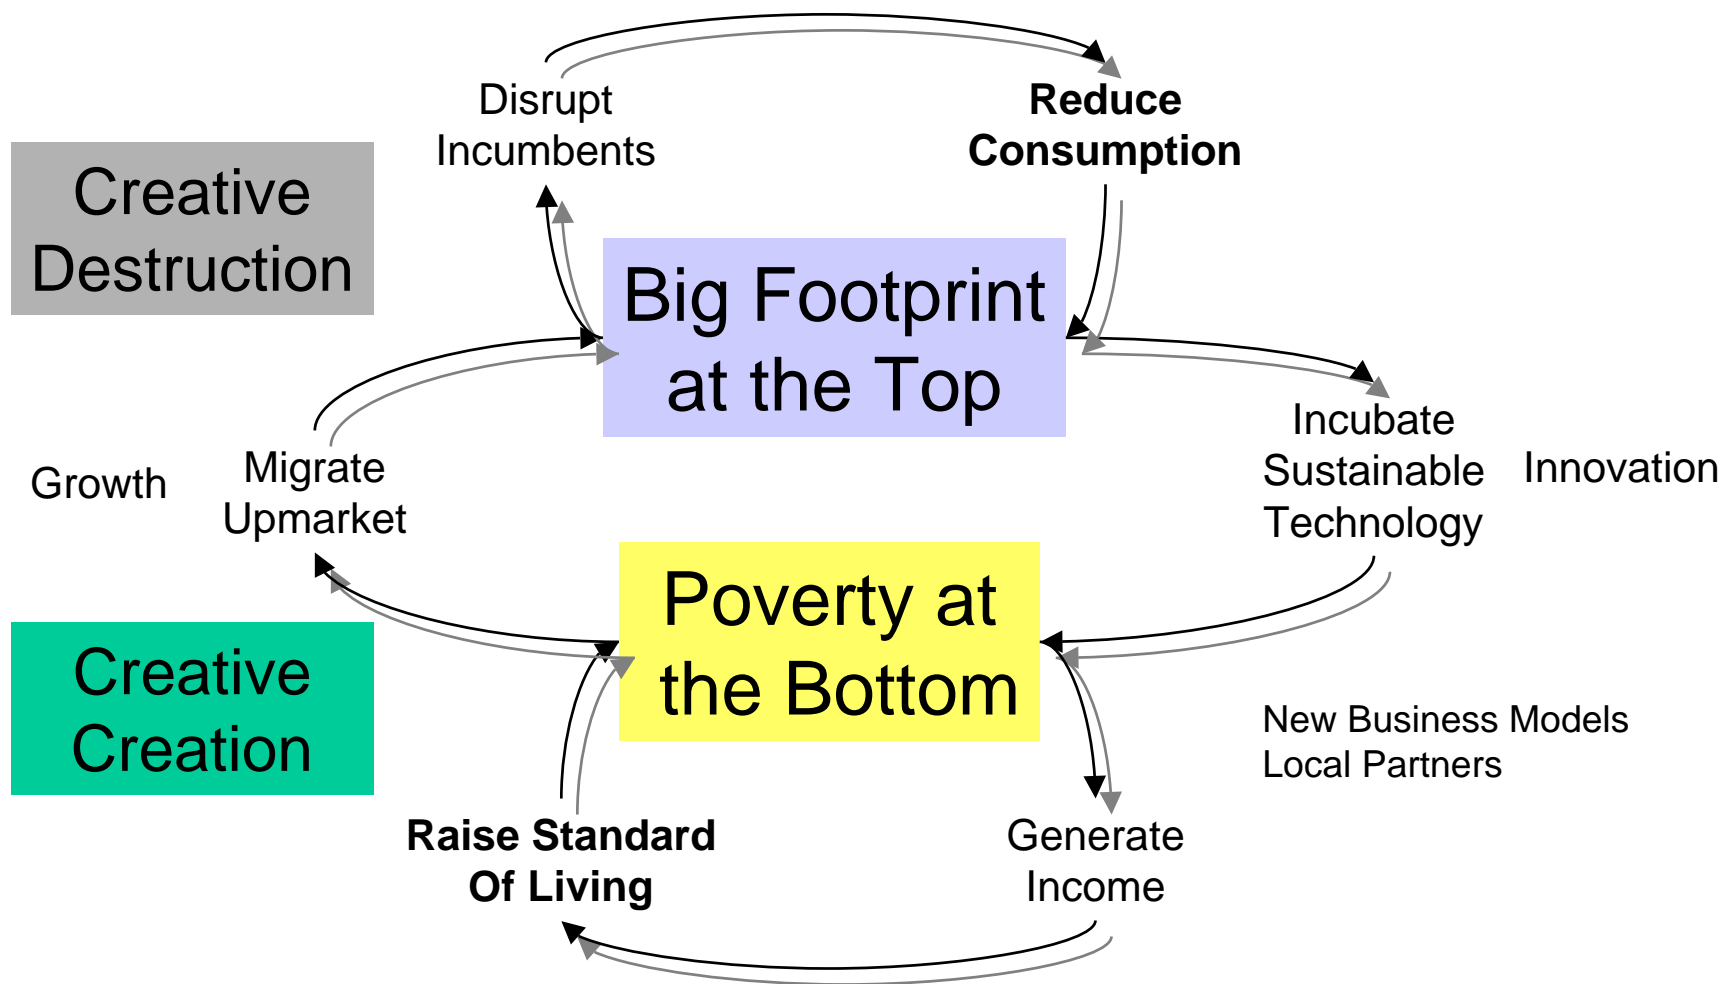 Disrupt
Incumbents
Reduce
Consumption
Creative
Destruction
Big Footprint
at the Top
Growth
Migrate
Upmarket
Incubate
Sustainable
Technology
Innovation
Poverty at
the Bottom
Creative
Creation
New Business Models
Local Partners
Raise Standard
Of Living
Generate
Income